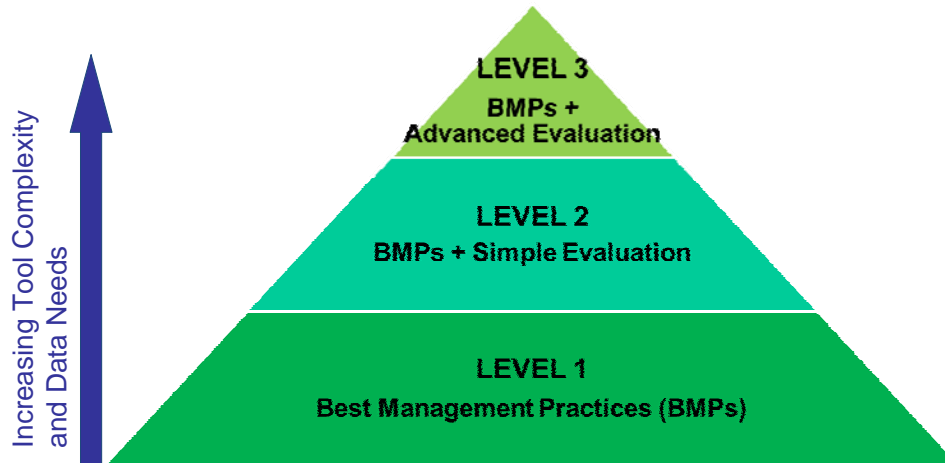 LEVEL 3
BMPs +
Advanced Evaluation
LEVEL 2
BMPs + Simple Evaluation
LEVEL 1
Best Management Practices (BMPs)
Increasing Tool Complexity
and Data Needs